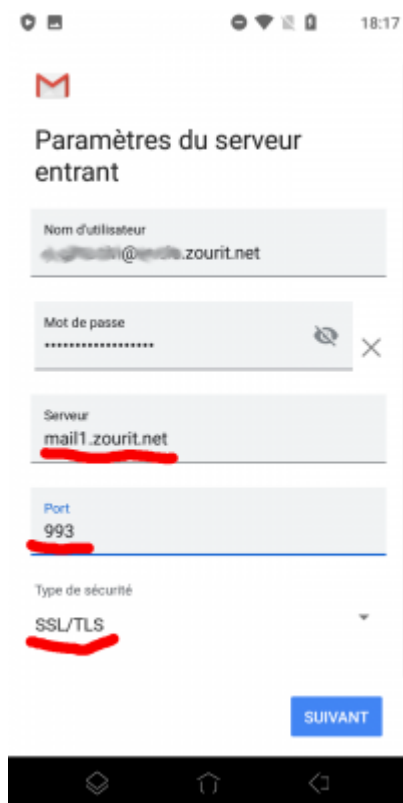 18:17
Paramètres du serveur
entrant
Nom d'utilisateur
.zourit.net
Mot de passe
••••••••••••••••••
Serveur
mail1.zourit.net
Port
993
Type de sécurité
SSL/TLS
SUIVANT